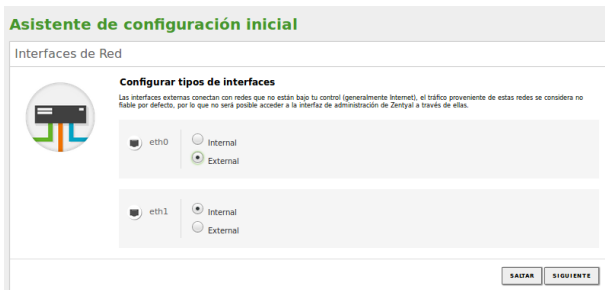 Asistente de configuración inicial
Interfaces de Red
Configurar tipos de interfaces
Las interfaces externas conectan con redes que no están bajo tu control (generalmente Internet), el tráfico proveniente de estas redes se considera no
fiable por defecto, por lo que no será posible acceder a la interfaz de administración de Zentyal a través de ellas.
eth0
Internal
External
eth1
Internal
External
SALTAR SIGUIENTE